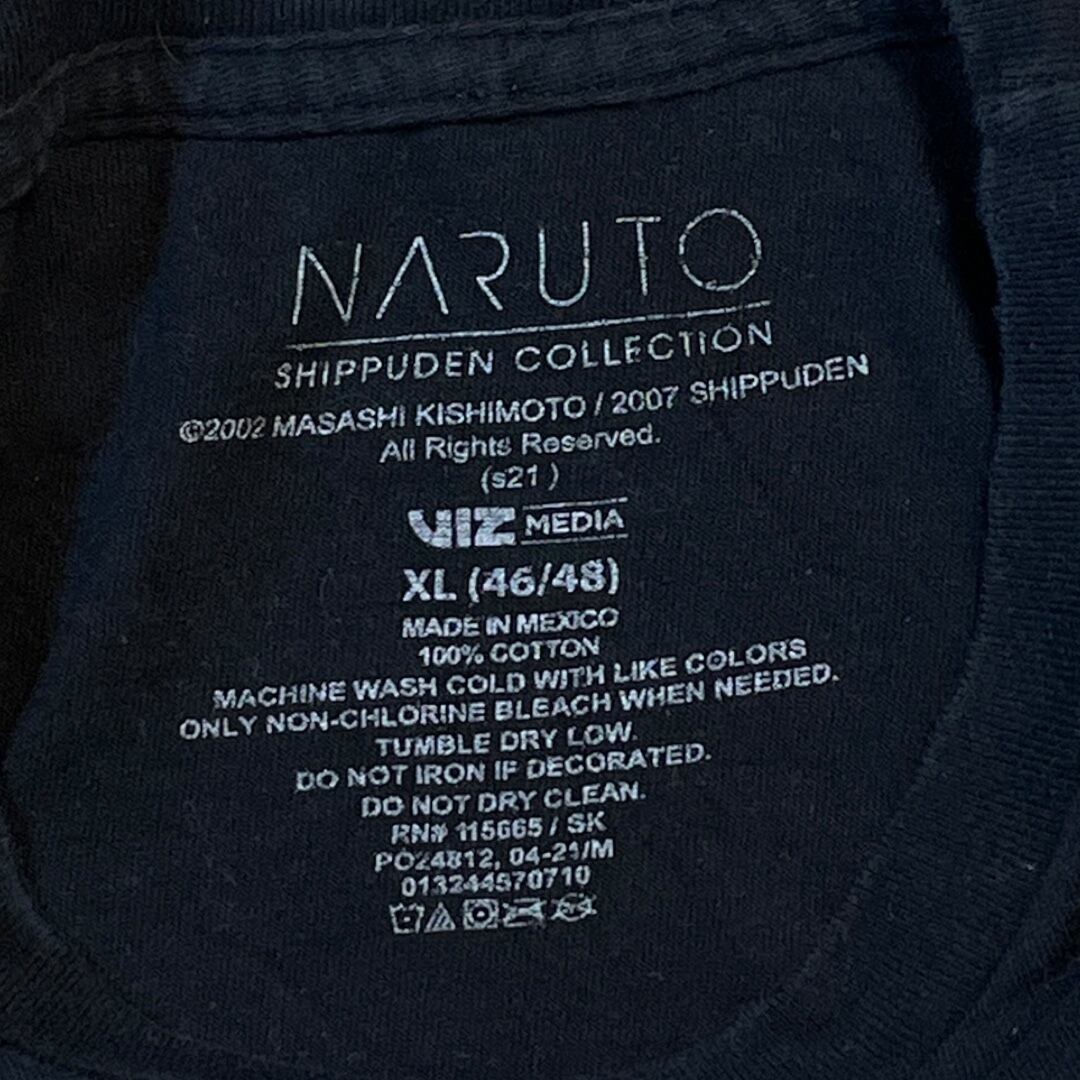 NARUTO
SHIPPUDEN COLLECTION
©2002 MASASHI KISHIMOTO / 2007 SHIPPUDEN
All Rights Reserved.
(s21 )
VIZ MEDIA
XL (46/48)
MADE IN MEXICO
100% COTTON
MACHINE WASH COLD WITH LIKE COLORS
ONLY NON-CHLORINE BLEACH WHEN NEEDED.
TUMBLE DRY LOW.
DO NOT IRON IF DECORATED.
DO NOT DRY CLEAN.
RN# 115665 / SK
PO24812, 04-21/M
013244570710